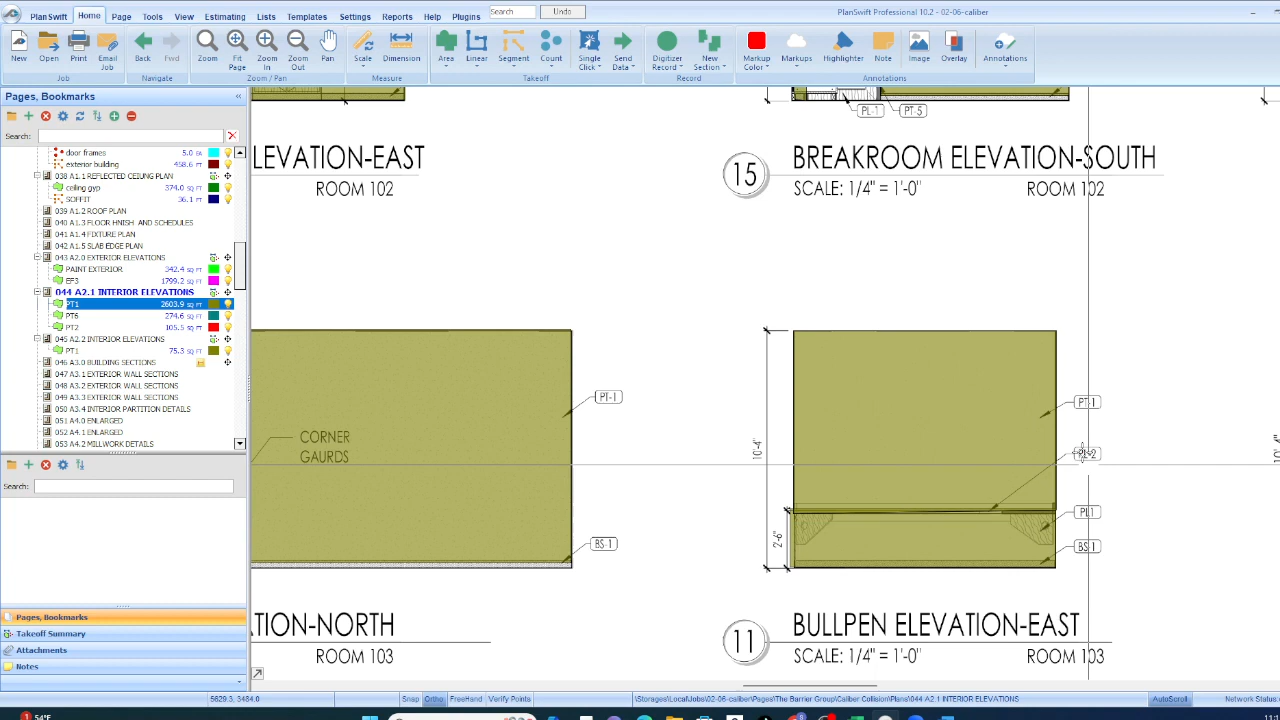 PlanSwift Home Page Tools View Estimating Lists Templates Settings Reports Help Plugins Search Undo
PlanSwift Professional 10.2 - 02-06-caliber
New Open Print Email Job Back Fwd Zoom Fit Page Zoom In Zoom Out Pan Scale Dimension Area Linear Segment Count Single Click Send Data Digitizer Record New Section Markup Color Markups Highlighter Note Image Overlay Annotations
Job Navigate Zoom / Pan Measure Takeoff Record Annotations
Pages, Bookmarks
Search:
door frames 5.0 EA
exterior building 458.6 FT
038 A1.1 REFLECTED CEILING PLAN
ceiling gyp 374.0 SQ FT
SOFFIT 36.1 FT
039 A1.2 ROOF PLAN
040 A1.3 FLOOR FINISH AND SCHEDULES
041 A1.4 FIXTURE PLAN
042 A1.5 SLAB EDGE PLAN
043 A2.0 EXTERIOR ELEVATIONS
PAINT EXTERIOR 342.4 SQ FT
EF3 1799.2 SQ FT
044 A2.1 INTERIOR ELEVATIONS
PT1 2603.9 SQ FT
PT6 274.6 SQ FT
PT2 105.5 SQ FT
045 A2.2 INTERIOR ELEVATIONS
PT1 75.3 SQ FT
046 A3.0 BUILDING SECTIONS
047 A3.1 EXTERIOR WALL SECTIONS
048 A3.2 EXTERIOR WALL SECTIONS
049 A3.3 EXTERIOR WALL SECTIONS
050 A3.4 INTERIOR PARTITION DETAILS
051 A4.0 ENLARGED
052 A4.1 ENLARGED
053 A4.2 MILLWORK DETAILS
Search:
Pages, Bookmarks
Takeoff Summary
Attachments
Notes
PL-1 PT-5
LEVATION-EAST
ROOM 102
15 BREAKROOM ELEVATION-SOUTH
SCALE: 1/4" = 1'-0" ROOM 102
PT-1
CORNER
GAURDS
BS-1
10'-4"
2'-6"
PT-1
PL-2
PL1
BS-1
10'-4"
ATION-NORTH
ROOM 103
11 BULLPEN ELEVATION-EAST
SCALE: 1/4" = 1'-0" ROOM 103
5629.3, 3484.0 Snap Ortho FreeHand Verify Points \Storages\LocalJobs\02-06-caliber\Pages\The Barrier Group\Caliber Collision\Plans\044 A2.1 INTERIOR ELEVATIONS AutoScroll Network Status:
54°F